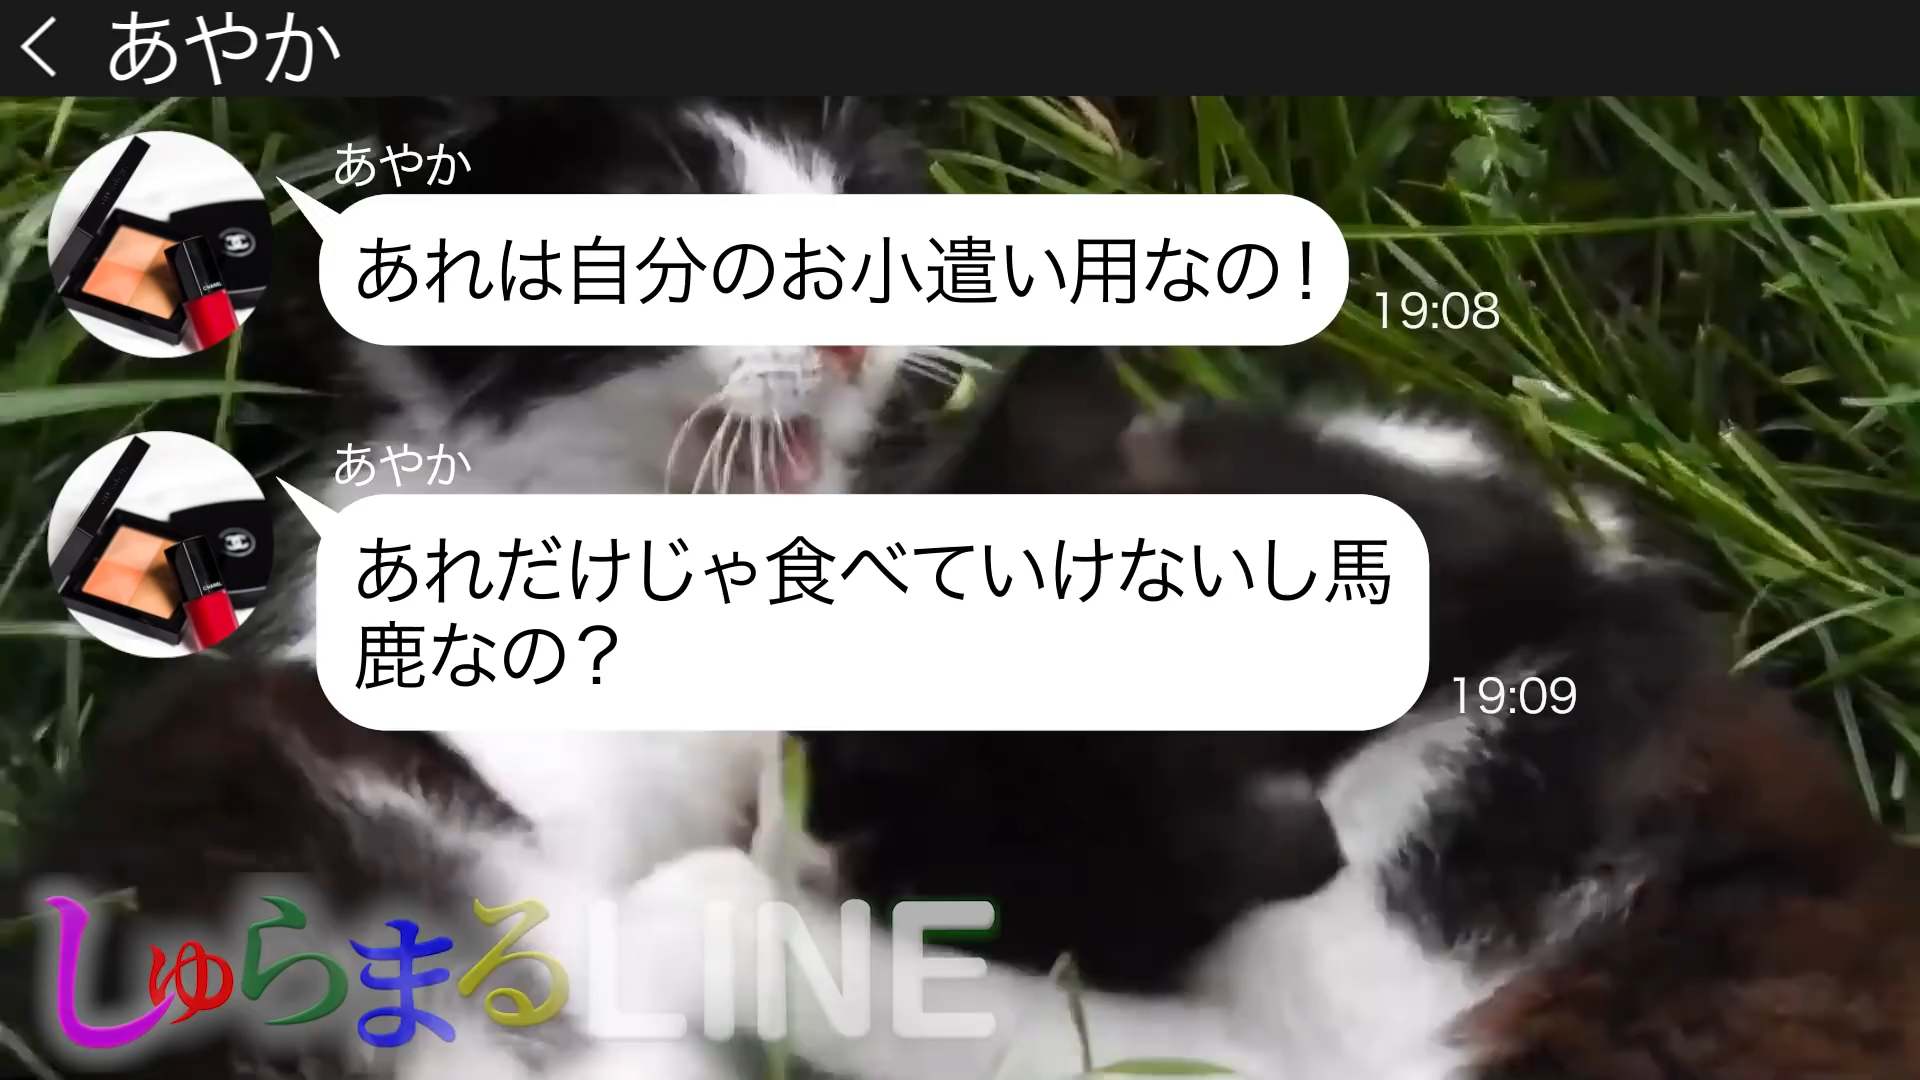 あやか
あやか
あれは自分のお小遣い用なの！
19:08
あやか
あれだけじゃ食べていけないし馬
鹿なの？
19:09
しゅらまるLINE